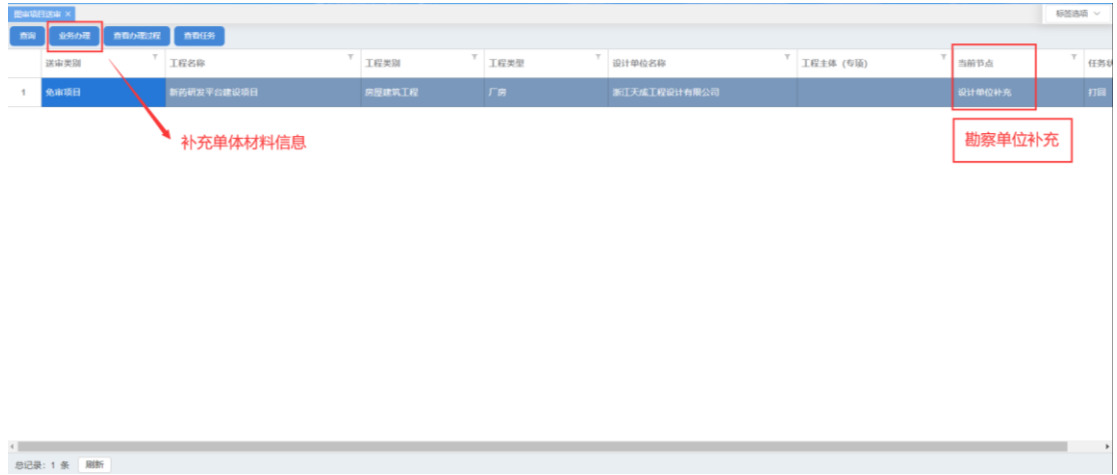 图审项目送审 ×
标签选项
查询 业务办理 查看办理过程 查看任务
送审类别 工程名称 工程类别 工程类型 设计单位名称 工程主体（专项） 当前节点 任务状
1 免审项目 新药研发平台建设项目 房屋建筑工程 厂房 浙江天成工程设计有限公司 设计单位补充 打回
补充单体材料信息
勘察单位补充
总记录：1 条 刷新